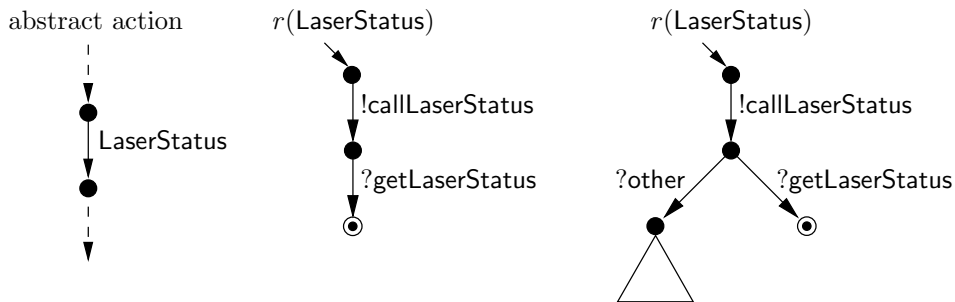 abstract action
LaserStatus
r(LaserStatus)
!callLaserStatus
?getLaserStatus
r(LaserStatus)
!callLaserStatus
?other
?getLaserStatus